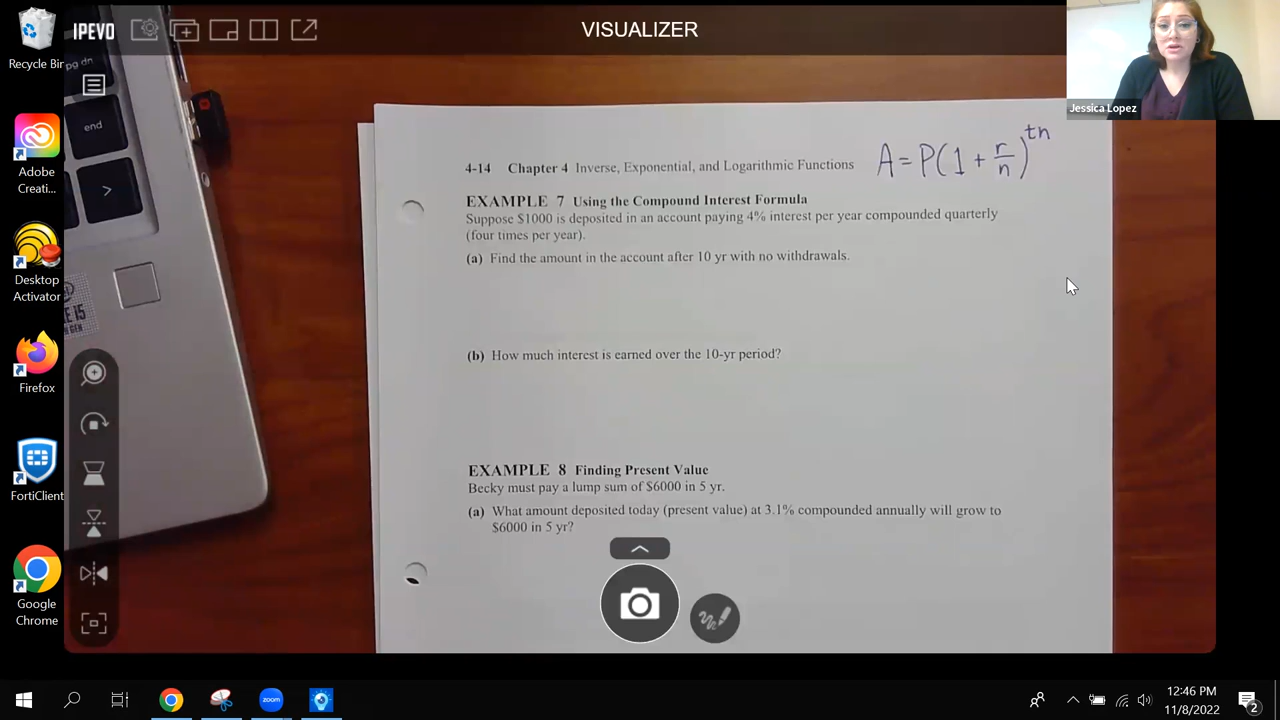 Recycle Bin
Adobe
Creati...
Desktop
Activator
Firefox
FortiClient
Google
Chrome
IPEVO
VISUALIZER
Jessica Lopez
pg dn
end
4-14 Chapter 4 Inverse, Exponential, and Logarithmic Functions
A = P(1 + r/n)^tn
EXAMPLE 7 Using the Compound Interest Formula
Suppose $1000 is deposited in an account paying 4% interest per year compounded quarterly
(four times per year).
(a) Find the amount in the account after 10 yr with no withdrawals.
(b) How much interest is earned over the 10-yr period?
EXAMPLE 8 Finding Present Value
Becky must pay a lump sum of $6000 in 5 yr.
(a) What amount deposited today (present value) at 3.1% compounded annually will grow to
$6000 in 5 yr?
zoom
12:46 PM
11/8/2022
2